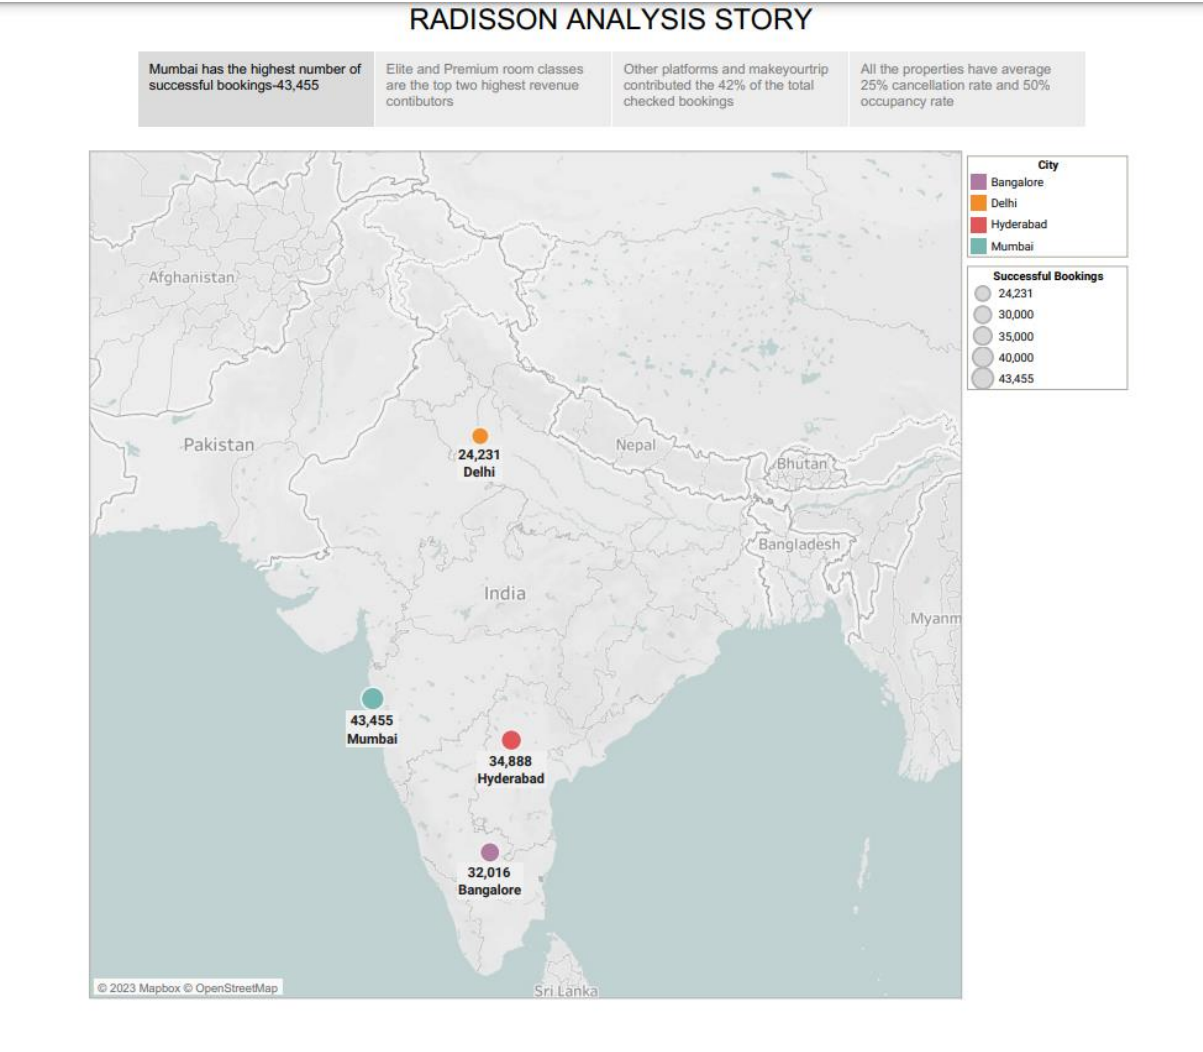 RADISSON ANALYSIS STORY
Mumbai has the highest number of
successful bookings-43,455
Elite and Premium room classes
are the top two highest revenue
contibutors
Other platforms and makeyourtrip
contributed the 42% of the total
checked bookings
All the properties have average
25% cancellation rate and 50%
occupancy rate
City
Bangalore
Delhi
Hyderabad
Mumbai
Successful Bookings
24,231
30,000
35,000
40,000
43,455
Afghanistan
Pakistan
Nepal
Bhutan
24,231
Delhi
Bangladesh
India
Myanm
43,455
Mumbai
34,888
Hyderabad
32,016
Bangalore
© 2023 Mapbox © OpenStreetMap
Sri Lanka